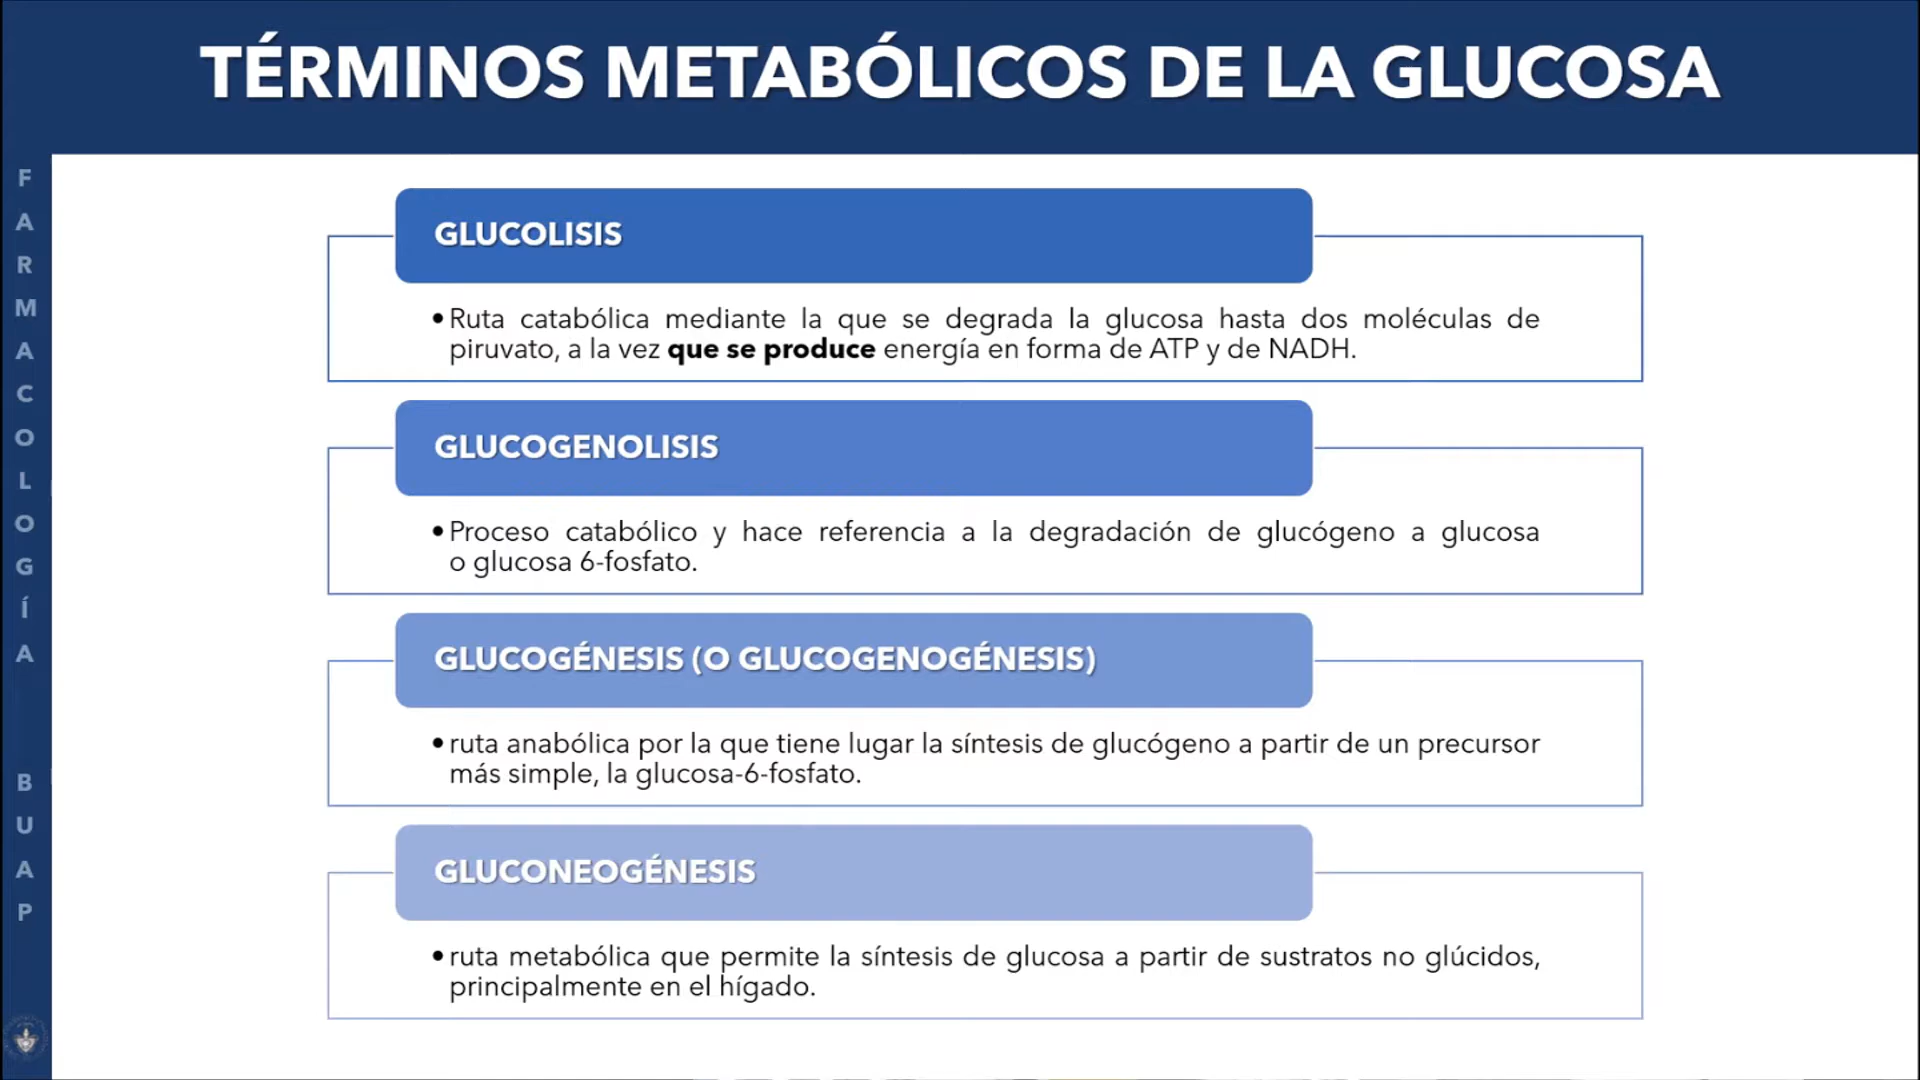 TÉRMINOS METABÓLICOS DE LA GLUCOSA
FARMACOLOGÍA BUAP
GLUCOLISIS
•Ruta catabólica mediante la que se degrada la glucosa hasta dos moléculas de
piruvato, a la vez que se produce energía en forma de ATP y de NADH.
GLUCOGENOLISIS
•Proceso catabólico y hace referencia a la degradación de glucógeno a glucosa
o glucosa 6-fosfato.
GLUCOGÉNESIS (O GLUCOGENOGÉNESIS)
•ruta anabólica por la que tiene lugar la síntesis de glucógeno a partir de un precursor
más simple, la glucosa-6-fosfato.
GLUCONEOGÉNESIS
•ruta metabólica que permite la síntesis de glucosa a partir de sustratos no glúcidos,
principalmente en el hígado.